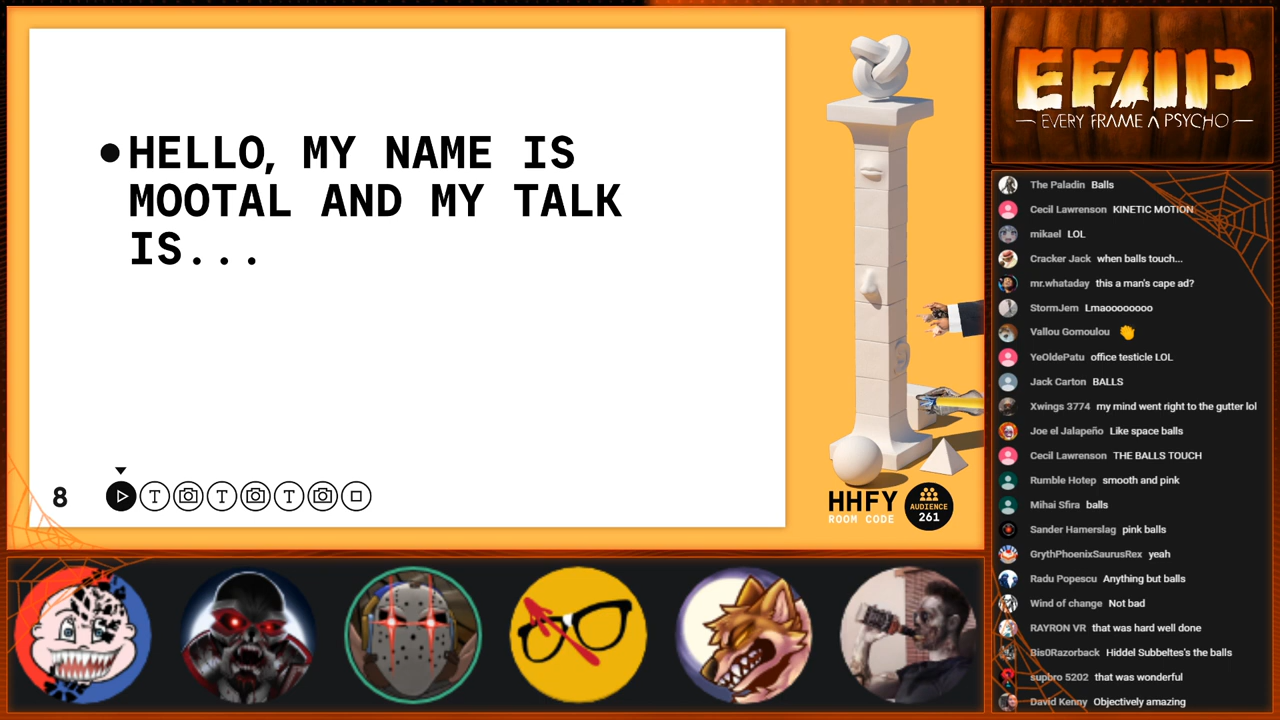 HELLO, MY NAME IS
MOOTAL AND MY TALK
IS...
8
T T T
HHFY
ROOM CODE
AUDIENCE
261
EFAP
EVERY FRAME A PSYCHO
The Paladin Balls
Cecil Lawrenson KINETIC MOTION
mikael LOL
Cracker Jack when balls touch...
mr.whataday this a man's cape ad?
StormJem Lmaoooooooo
Vallou Gomoulou 👏
YeOldePatu office testicle LOL
Jack Carton BALLS
Xwings 3774 my mind went right to the gutter lol
Joe el Jalapeño Like space balls
Cecil Lawrenson THE BALLS TOUCH
Rumble Hotep smooth and pink
Mihai Sfira balls
Sander Hamerslag pink balls
GrythPhoenixSaurusRex yeah
Radu Popescu Anything but balls
Wind of change Not bad
RAYRON VR that was hard well done
Bis0Razorback Hiddel Subbeltes's the balls
supbro 5202 that was wonderful
David Kenny Objectively amazing